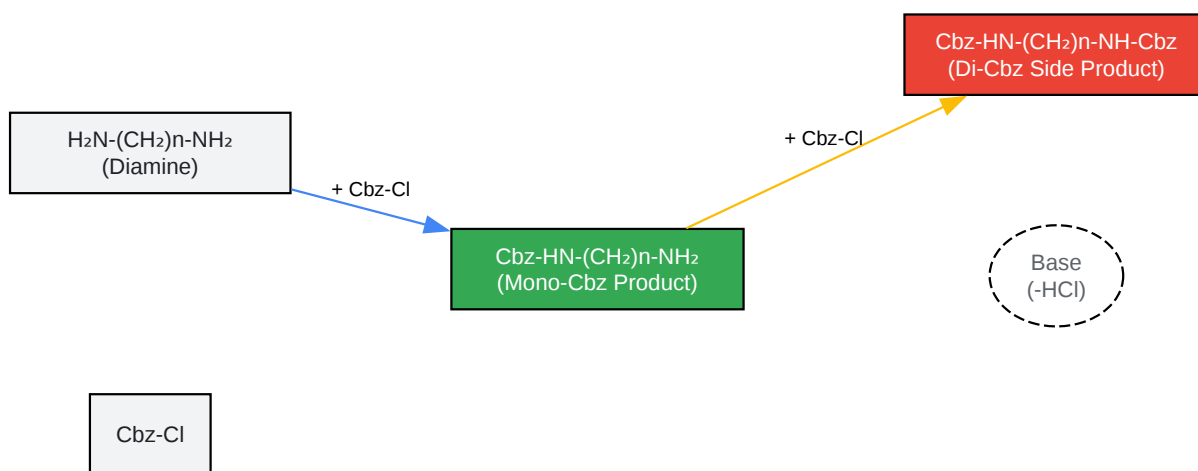 Cbz-HN-(CH₂)n-NH-Cbz
(Di-Cbz Side Product)
H₂N-(CH₂)n-NH₂
(Diamine)
+ Cbz-Cl
+ Cbz-Cl
Cbz-HN-(CH₂)n-NH₂
(Mono-Cbz Product)
Base
(-HCl)
Cbz-Cl